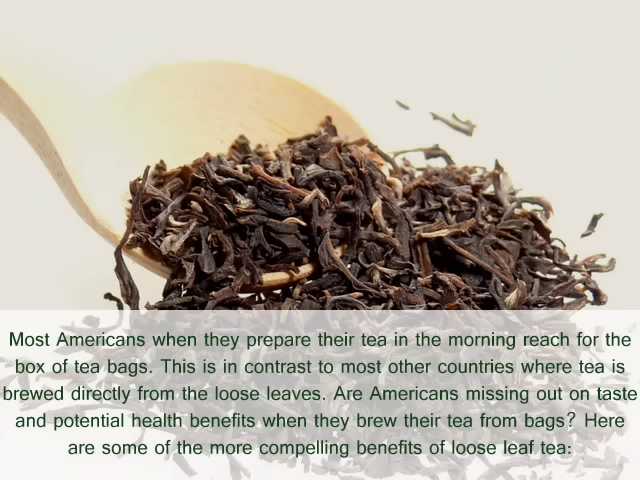 Most Americans when they prepare their tea in the morning reach for the
box of tea bags. This is in contrast to most other countries where tea is
brewed directly from the loose leaves. Are Americans missing out on taste
and potential health benefits when they brew their tea from bags? Here
are some of the more compelling benefits of loose leaf tea: